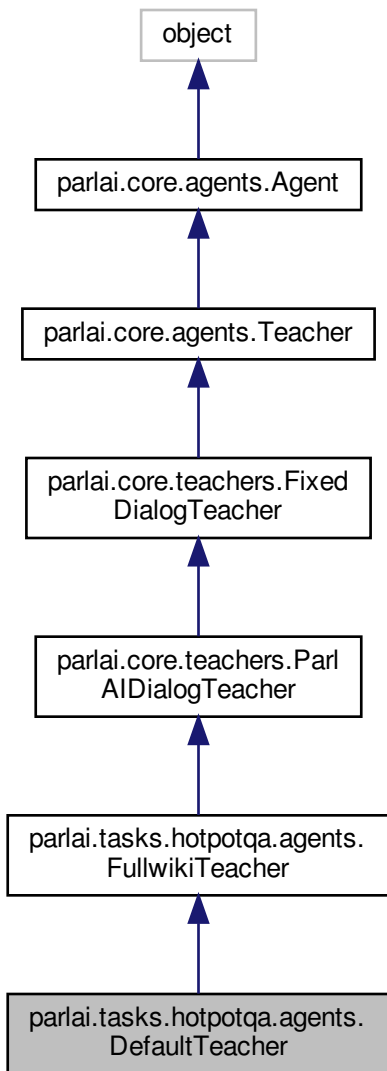 object
parlai.core.agents.Agent
parlai.core.agents.Teacher
parlai.core.teachers.Fixed
DialogTeacher
parlai.core.teachers.Parl
AIDialogTeacher
parlai.tasks.hotpotqa.agents.
FullwikiTeacher
parlai.tasks.hotpotqa.agents.
DefaultTeacher